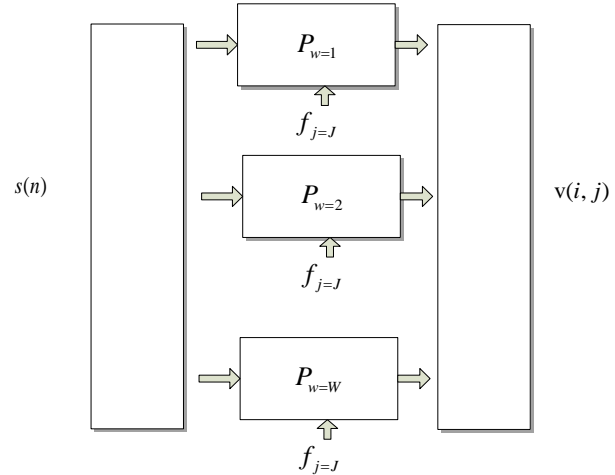 P_{w=1}
f_{j=J}
s(n)
P_{w=2}
v(i, j)
f_{j=J}
P_{w=W}
f_{j=J}